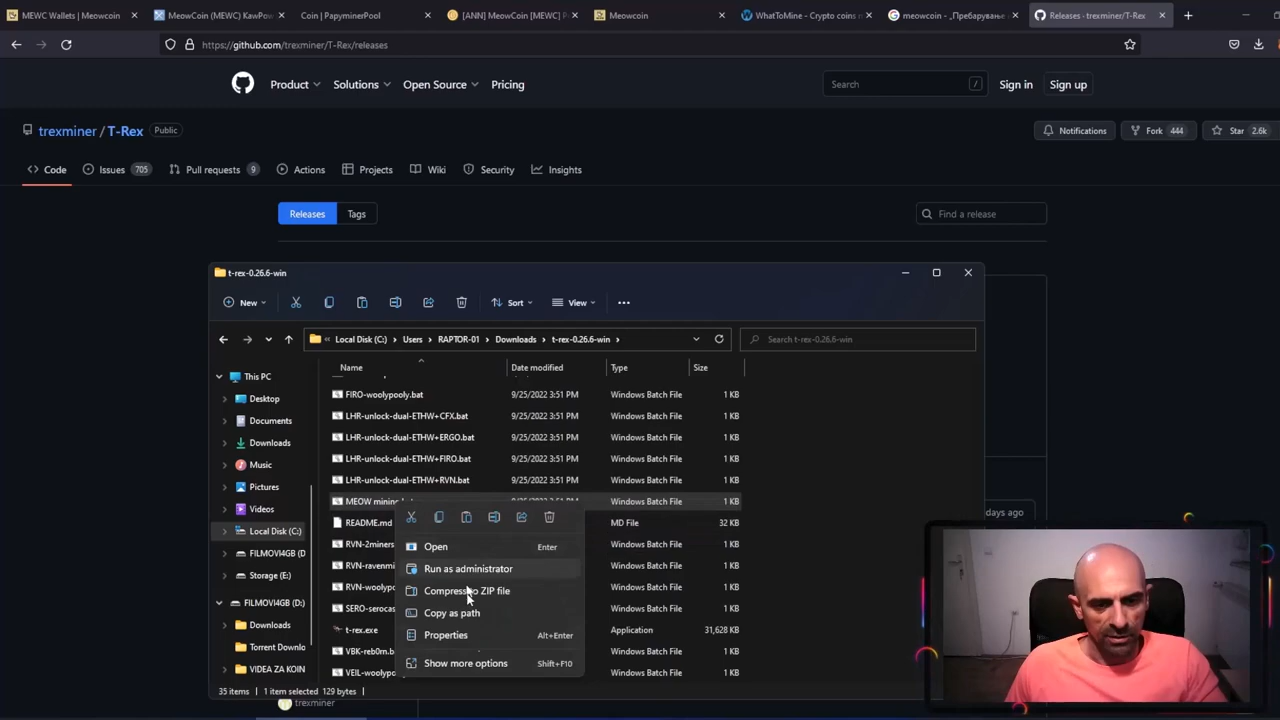 MEWC Wallets | Meowcoin
MeowCoin (MEWC) KawPow
Coin | PapyminerPool
[ANN] MeowCoin [MEWC] | P
Meowcoin
WhatToMine - Crypto coins
meowcoin - „Пребарување
Releases · trexminer/T-Rex
https://github.com/trexminer/T-Rex/releases
Product
Solutions
Open Source
Pricing
Search
/
Sign in
Sign up
trexminer / T-Rex
Public
Notifications
Fork 444
Star 2.6k
Code
Issues 705
Pull requests 9
Actions
Projects
Wiki
Security
Insights
Releases
Tags
Find a release
t-rex-0.26.6-win
New
Sort
View
Local Disk (C:) Users RAPTOR-01 Downloads t-rex-0.26.6-win
Search t-rex-0.26.6-win
Name Date modified Type Size
This PC
Desktop
Documents
Downloads
Music
Pictures
Videos
Local Disk (C:)
FILMOVI4GB (D
Storage (E:)
FILMOVI4GB (D:)
Downloads
Torrent Downlo
VIDEA ZA KOIN
FIRO-woolypooly.bat 9/25/2022 3:51 PM Windows Batch File 1 KB
LHR-unlock-dual-ETHW+CFX.bat 9/25/2022 3:51 PM Windows Batch File 1 KB
LHR-unlock-dual-ETHW+ERGO.bat 9/25/2022 3:51 PM Windows Batch File 1 KB
LHR-unlock-dual-ETHW+FIRO.bat 9/25/2022 3:51 PM Windows Batch File 1 KB
LHR-unlock-dual-ETHW+RVN.bat 9/25/2022 3:51 PM Windows Batch File 1 KB
MEOW mining Windows Batch File 1 KB
README.md MD File 32 KB
RVN-2miners Windows Batch File 1 KB
RVN-ravenmi Windows Batch File 1 KB
RVN-woolypo Windows Batch File 1 KB
SERO-serocas Windows Batch File 1 KB
t-rex.exe Application 31,628 KB
VBK-reb0rm.b Windows Batch File 1 KB
VEIL-woolypo Windows Batch File 1 KB
Open Enter
Run as administrator
Compress to ZIP file
Copy as path
Properties Alt+Enter
Show more options Shift+F10
35 items
1 item selected 129 bytes
days ago
trexminer